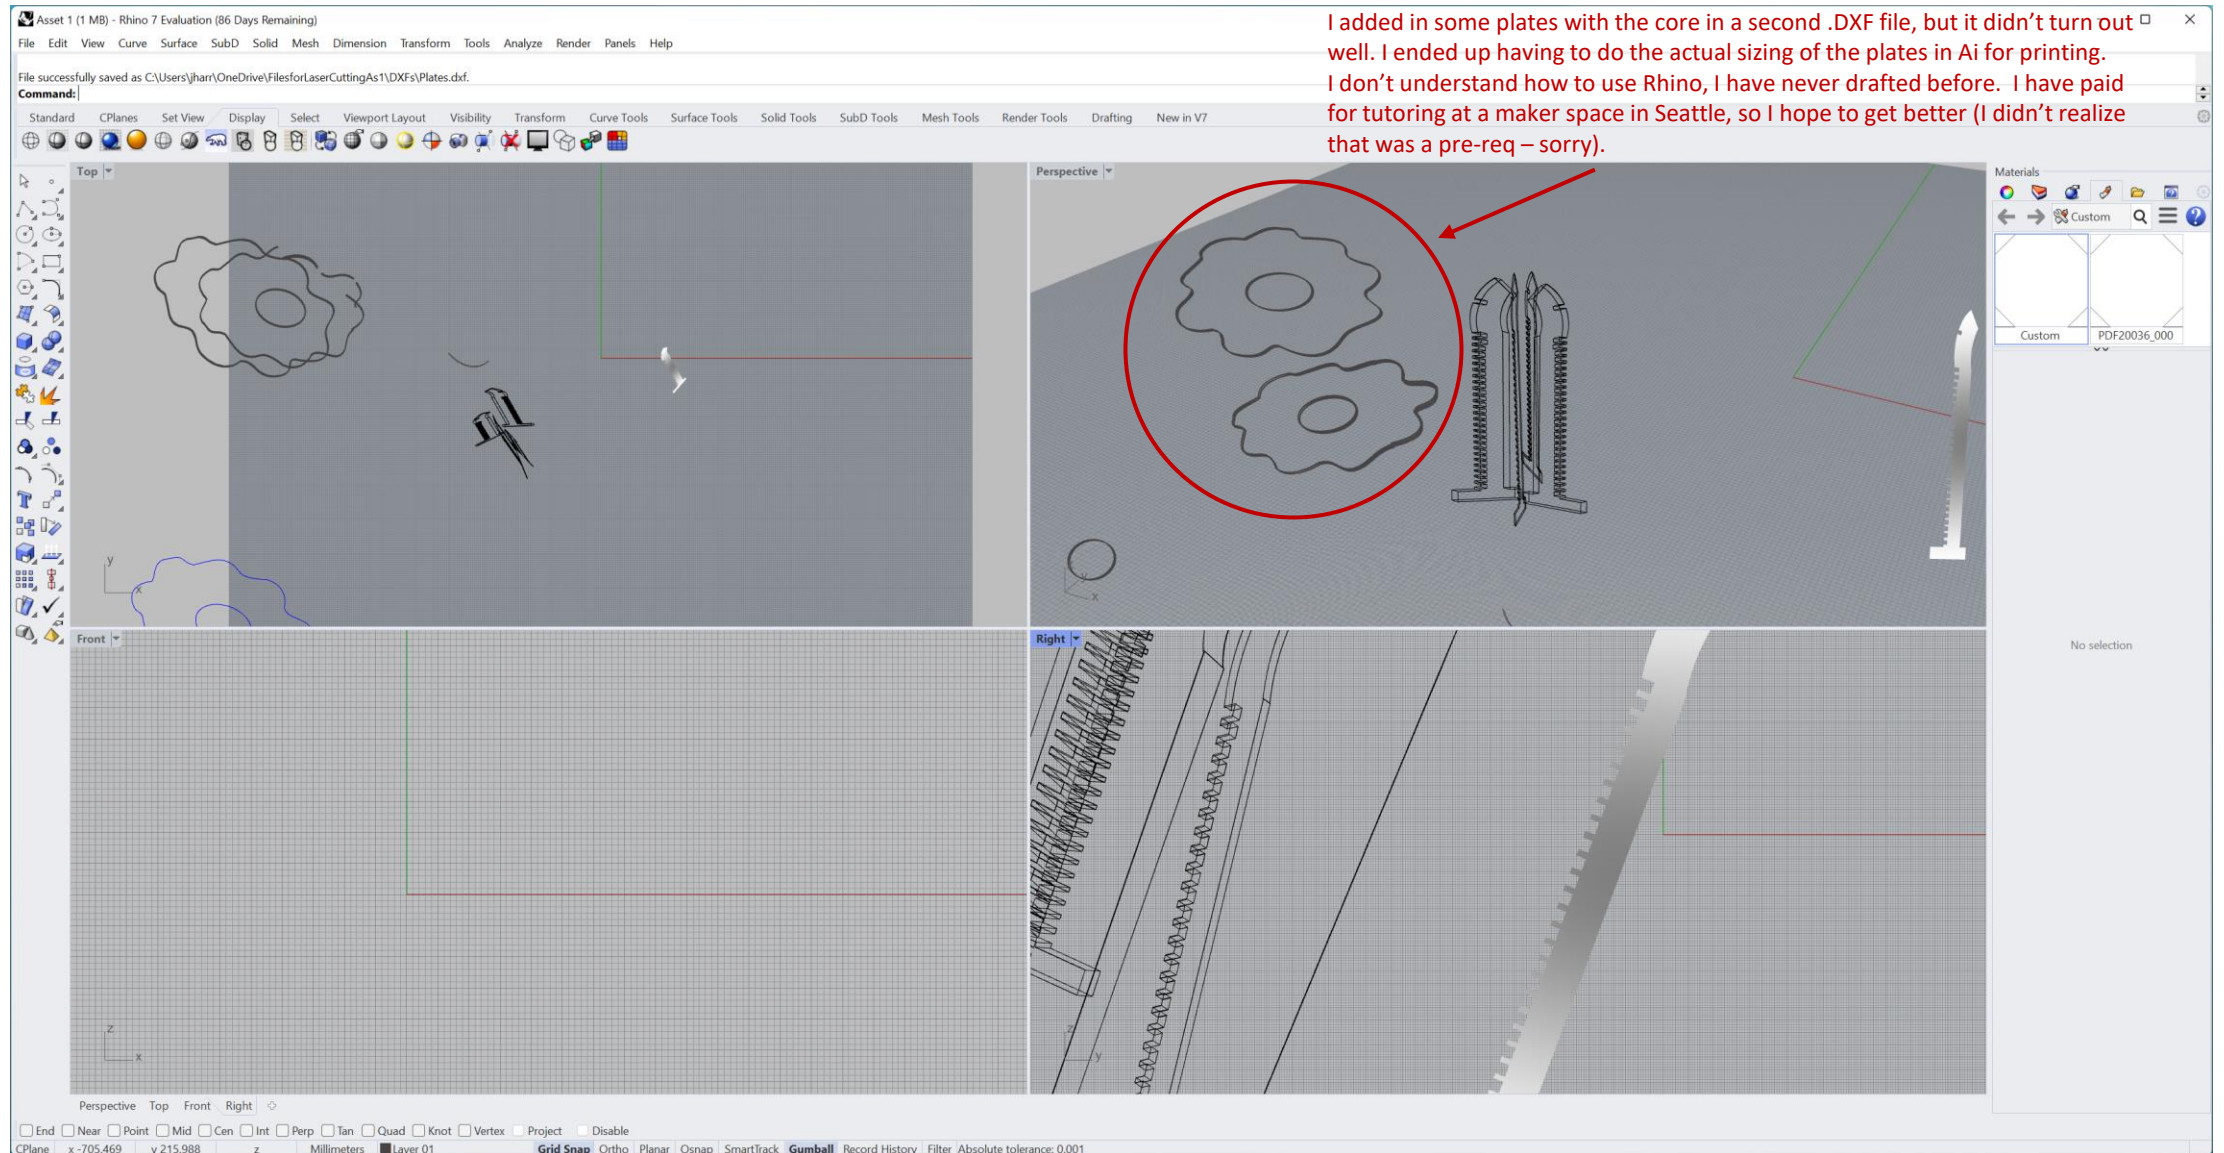 Asset 1 (1 MB) - Rhino 7 Evaluation (86 Days Remaining)
I added in some plates with the core in a second .DXF file, but it didn’t turn out
well. I ended up having to do the actual sizing of the plates in Ai for printing.
I don’t understand how to use Rhino, I have never drafted before.  I have paid
for tutoring at a maker space in Seattle, so I hope to get better (I didn’t realize
that was a pre-req – sorry).
File Edit View Curve Surface SubD Solid Mesh Dimension Transform Tools Analyze Render Panels Help
File successfully saved as C:\Users\jharr\OneDrive\FilesforLaserCuttingAs1\DXFs\Plates.dxf.
Command:
Standard CPlanes Set View Display Select Viewport Layout Visibility Transform Curve Tools Surface Tools Solid Tools SubD Tools Mesh Tools Render Tools Drafting New in V7
Top
Perspective
Materials
Custom
Custom PDF20036_000
y
x
y
x
Front
Right
No selection
z
x
z
y
Perspective Top Front Right
End Near Point Mid Cen Int Perp Tan Quad Knot Vertex Project Disable
CPlane x -705.469 y 215.988 z Millimeters Layer 01 Grid Snap Ortho Planar Osnap SmartTrack Gumball Record History Filter Absolute tolerance: 0.001